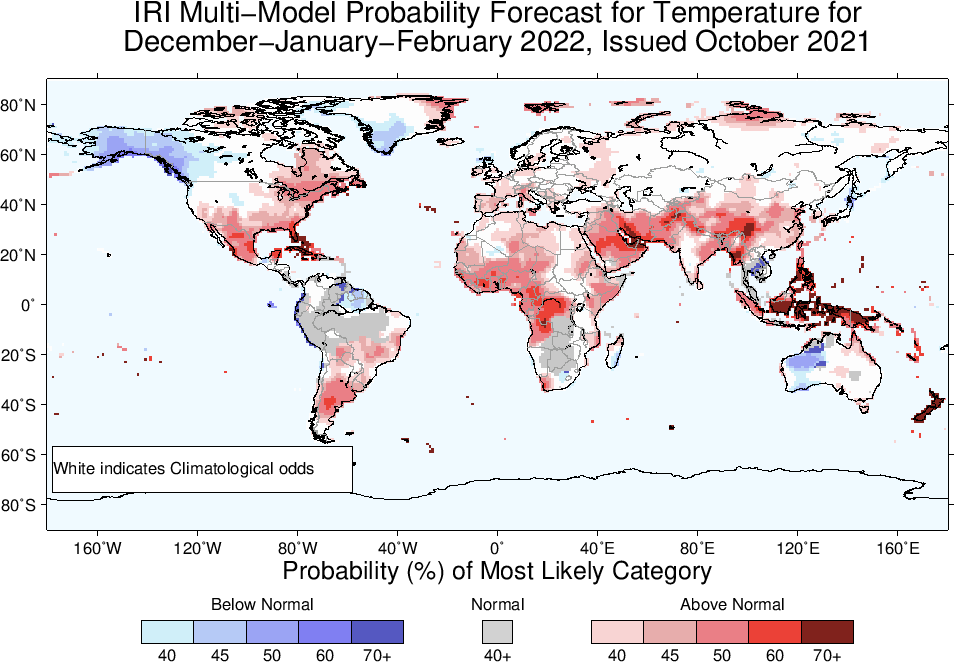 IRI Multi−Model Probability Forecast for Temperature for
December−January−February 2022, Issued October 2021
80˚N
60˚N
40˚N
20˚N
0˚
20˚S
40˚S
60˚S
80˚S
White indicates Climatological odds
160˚W 120˚W 80˚W 40˚W 0˚ 40˚E 80˚E 120˚E 160˚E
Probability (%) of Most Likely Category
Below Normal Normal Above Normal
40 45 50 60 70+ 40+ 40 45 50 60 70+